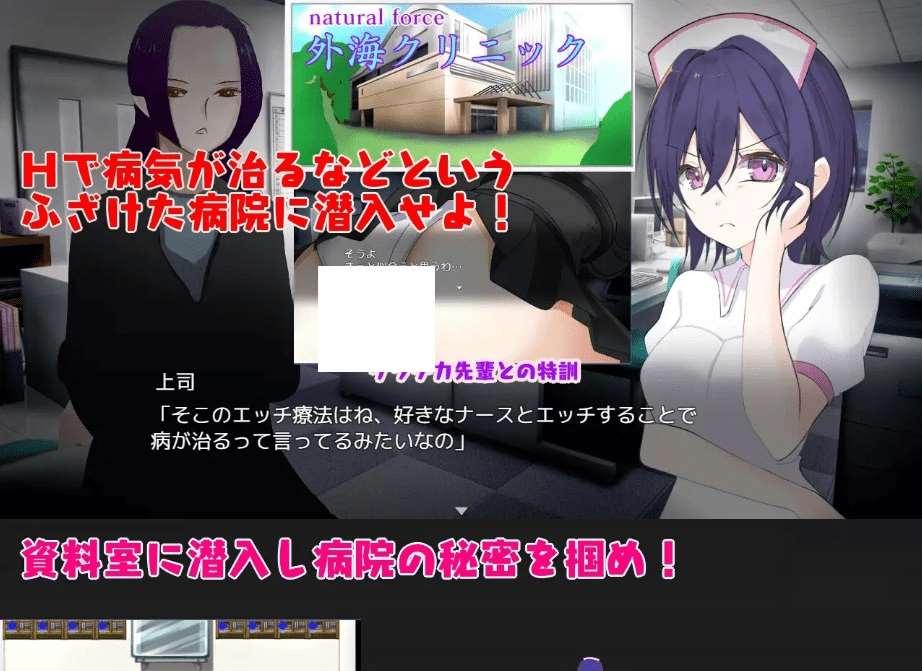 natural force
外海クリニック
Hで病気が治るなどという
ふざけた病院に潜入せよ！
そうよ
先輩との特訓
上司
「そこのエッチ療法はね、好きなナースとエッチすることで
病が治るって言ってるみたいなの」
資料室に潜入し病院の秘密を掴め！